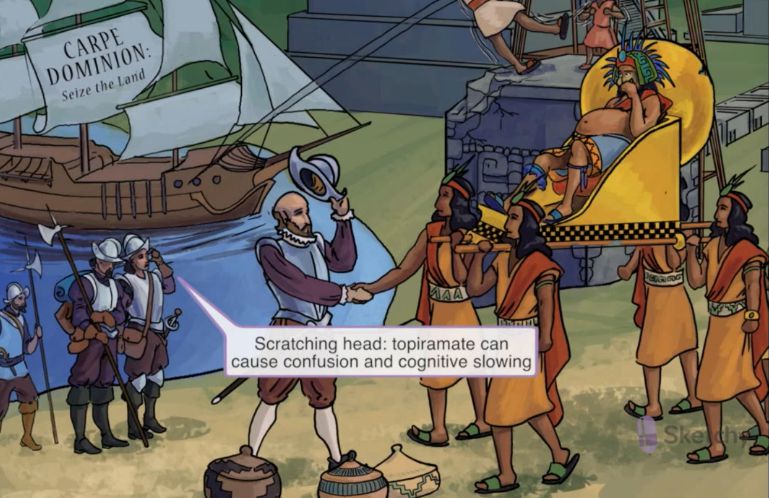 CARPE
DOMINION:
Seize the Land
Scratching head: topiramate can
cause confusion and cognitive slowing